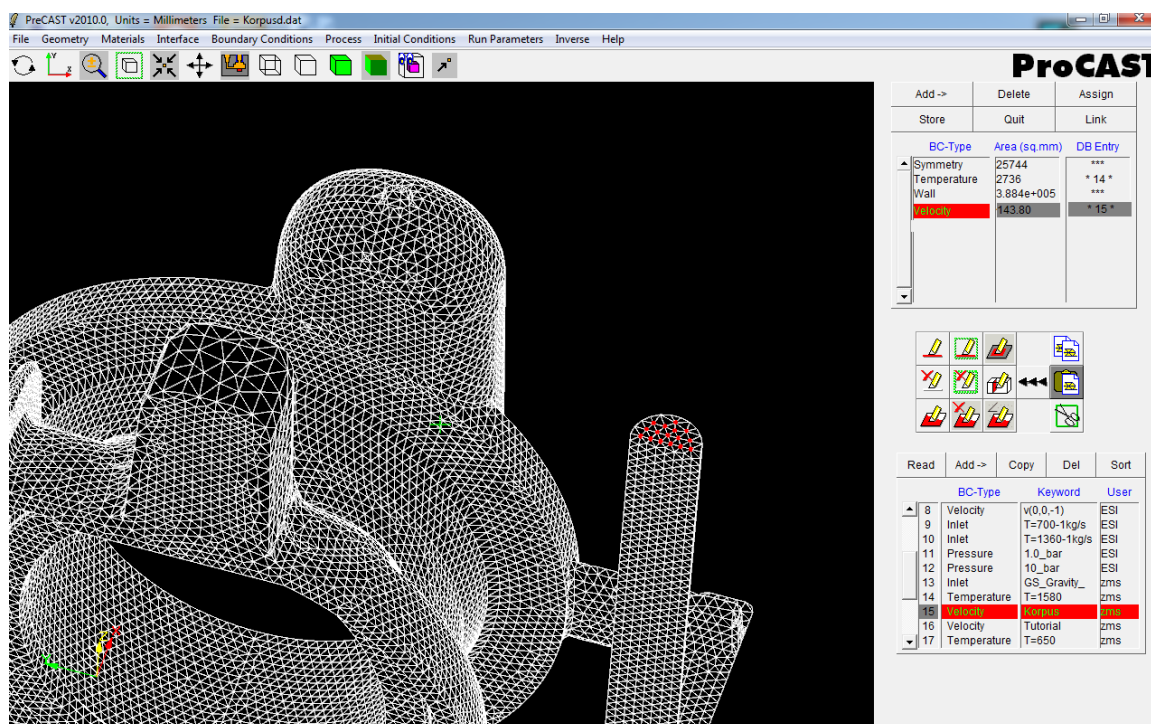 PreCAST v2010.0, Units = Millimeters File = Korpusd.dat
File Geometry Materials Interface Boundary Conditions Process Initial Conditions Run Parameters Inverse Help
ProCAST
Add -> Delete Assign
Store Quit Link
BC-Type Area (sq.mm) DB Entry
Symmetry 25744 ***
Temperature 2736 * 14 *
Wall 3.884e+005 ***
Velocity 143.80 * 15 *
Read Add -> Copy Del Sort
BC-Type Keyword User
8 Velocity v(0,0,-1) ESI
9 Inlet T=700-1kg/s ESI
10 Inlet T=1360-1kg/s ESI
11 Pressure 1.0_bar ESI
12 Pressure 10_bar ESI
13 Inlet GS_Gravity_ zms
14 Temperature T=1580 zms
15 Velocity Korpus zms
16 Velocity Tutorial zms
17 Temperature T=650 zms